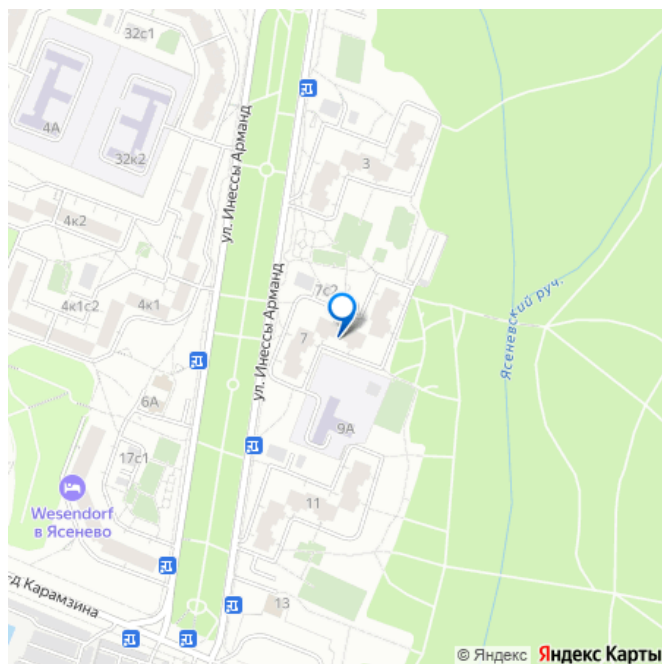 32с1
4А
32к2
ул. Инессы Арманд
3
4к2
7с2
ул. Инессы Арманд
4к1с2
4к1
7
Ясеневский руч.
6А
9А
17с1
Wesendorf
в Ясенево
11
-д Карамзина
13
© Яндекс Яндекс Карты